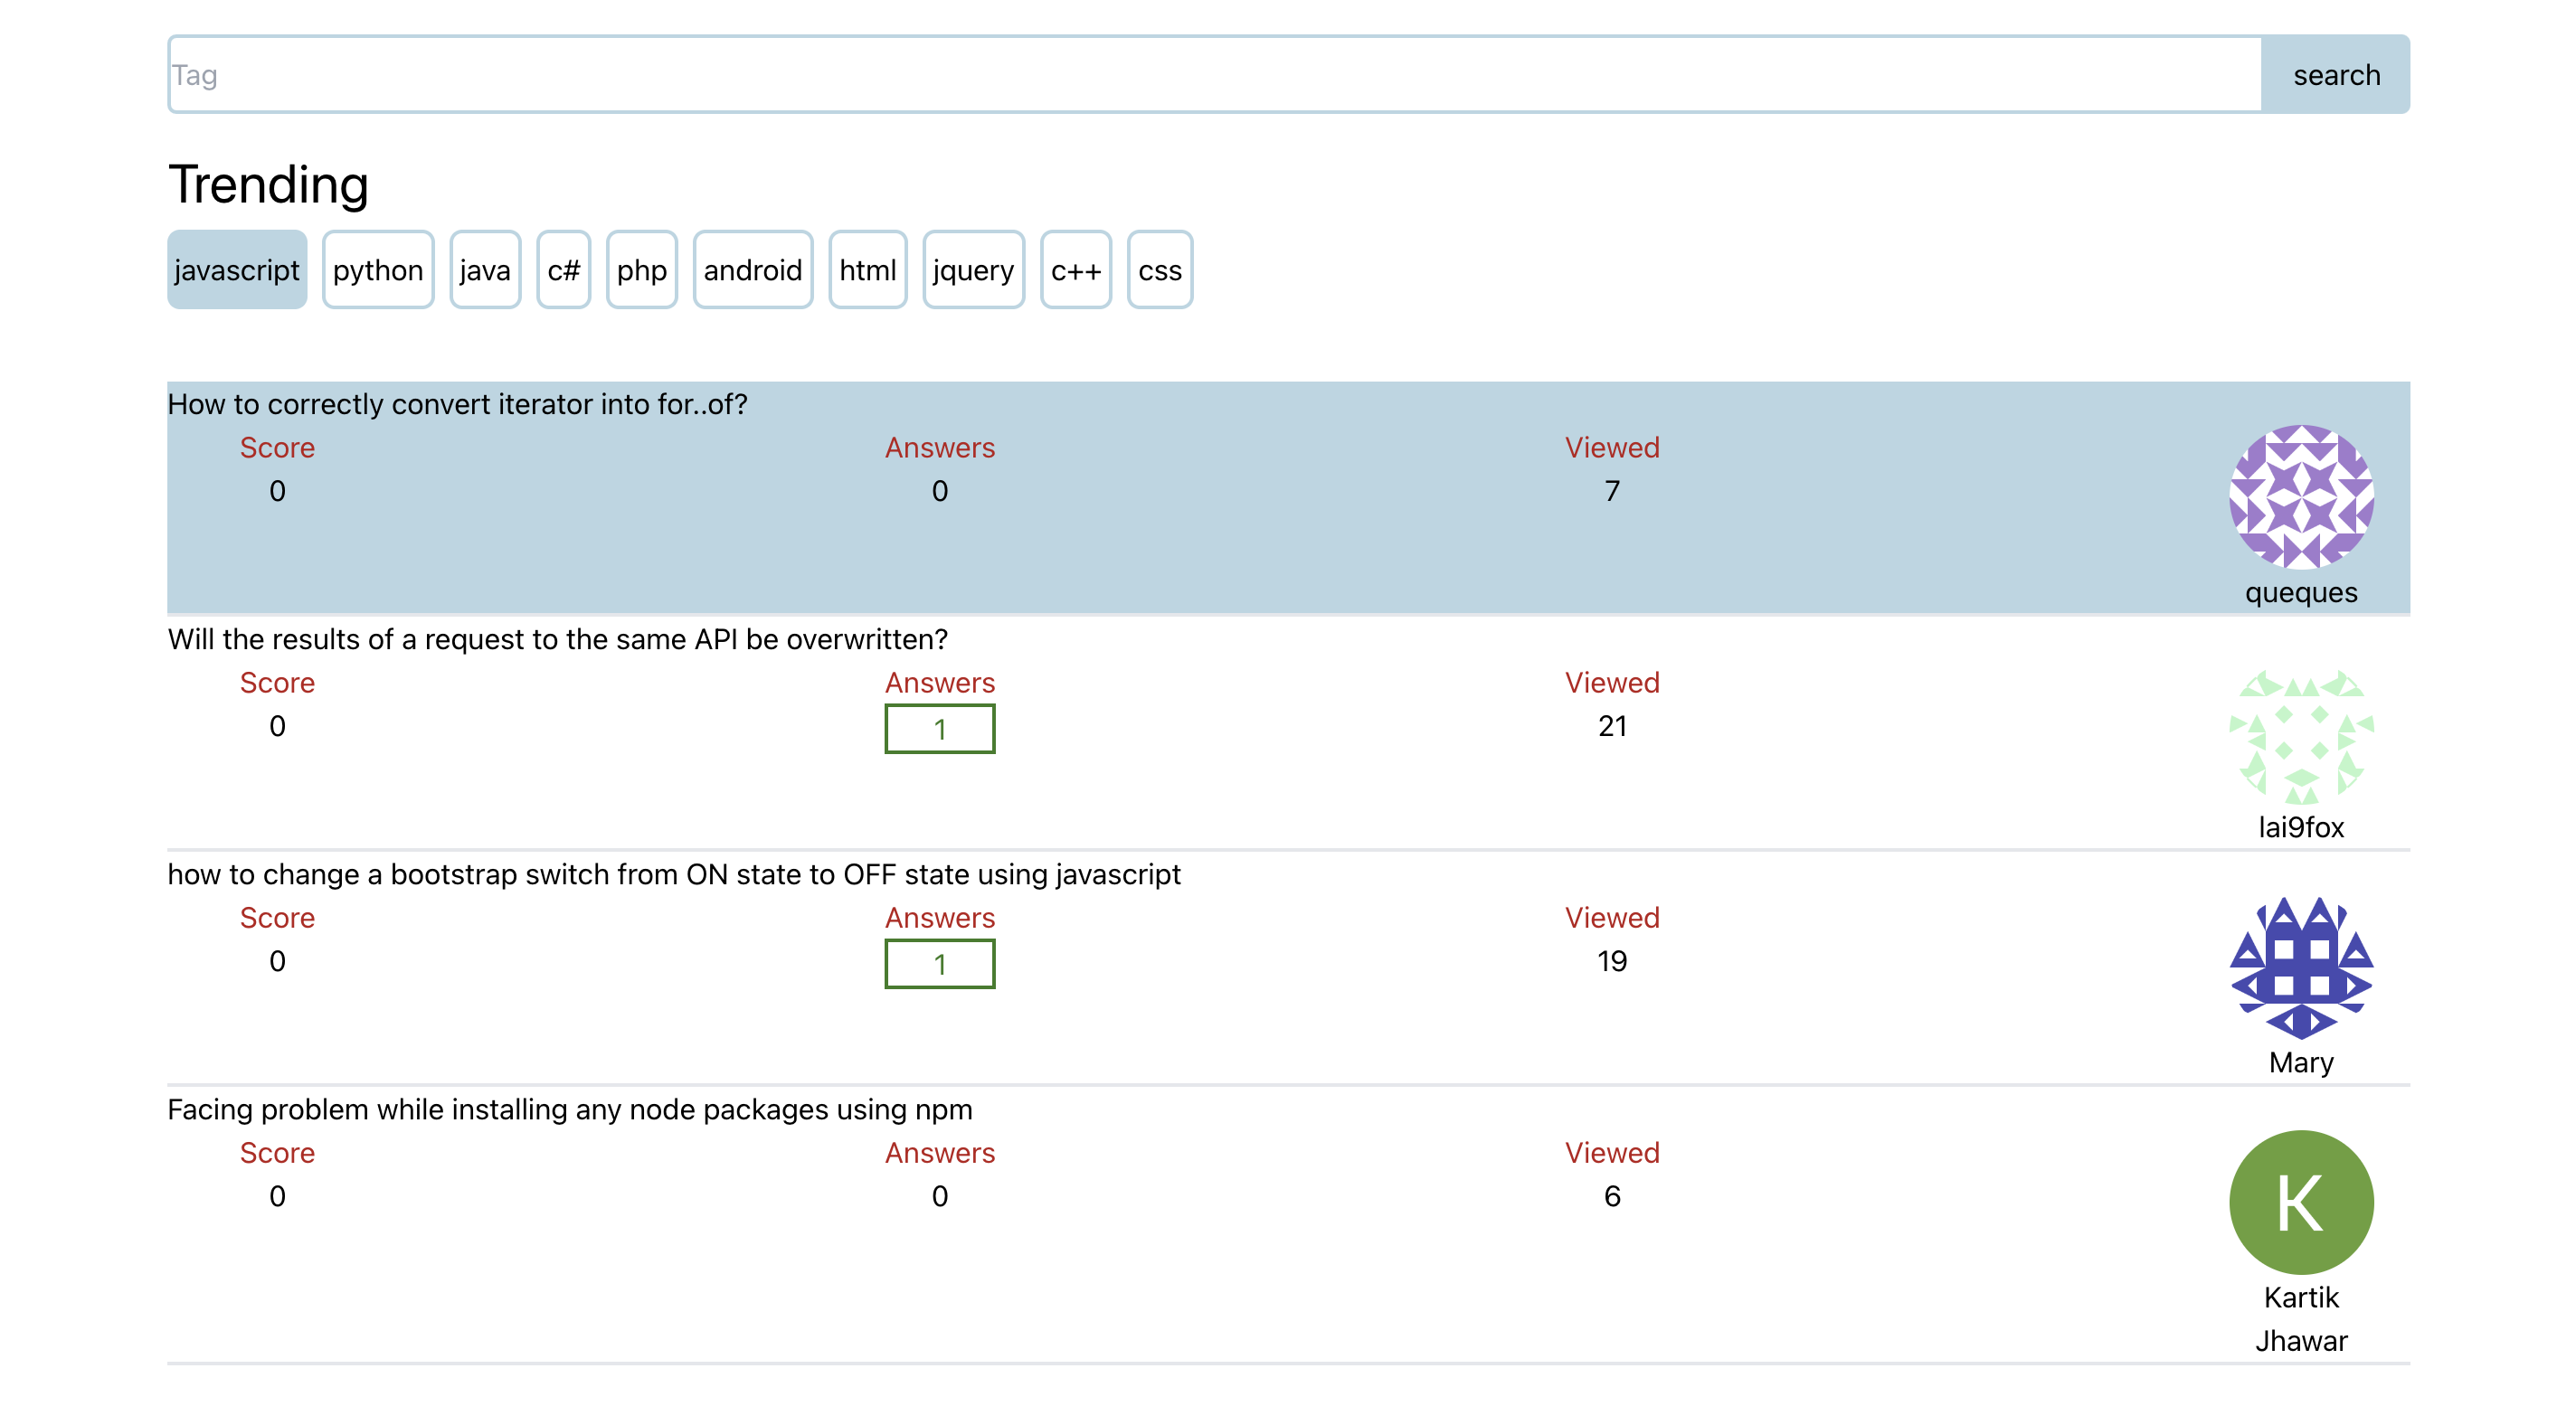 Tag
search
Trending
javascript python java c# php android html jquery c++ css
How to correctly convert iterator into for..of?
Score Answers Viewed
0 0 7
queques
Will the results of a request to the same API be overwritten?
Score Answers Viewed
0 1 21
lai9fox
how to change a bootstrap switch from ON state to OFF state using javascript
Score Answers Viewed
0 1 19
Mary
Facing problem while installing any node packages using npm
Score Answers Viewed
0 0 6
K
Kartik
Jhawar